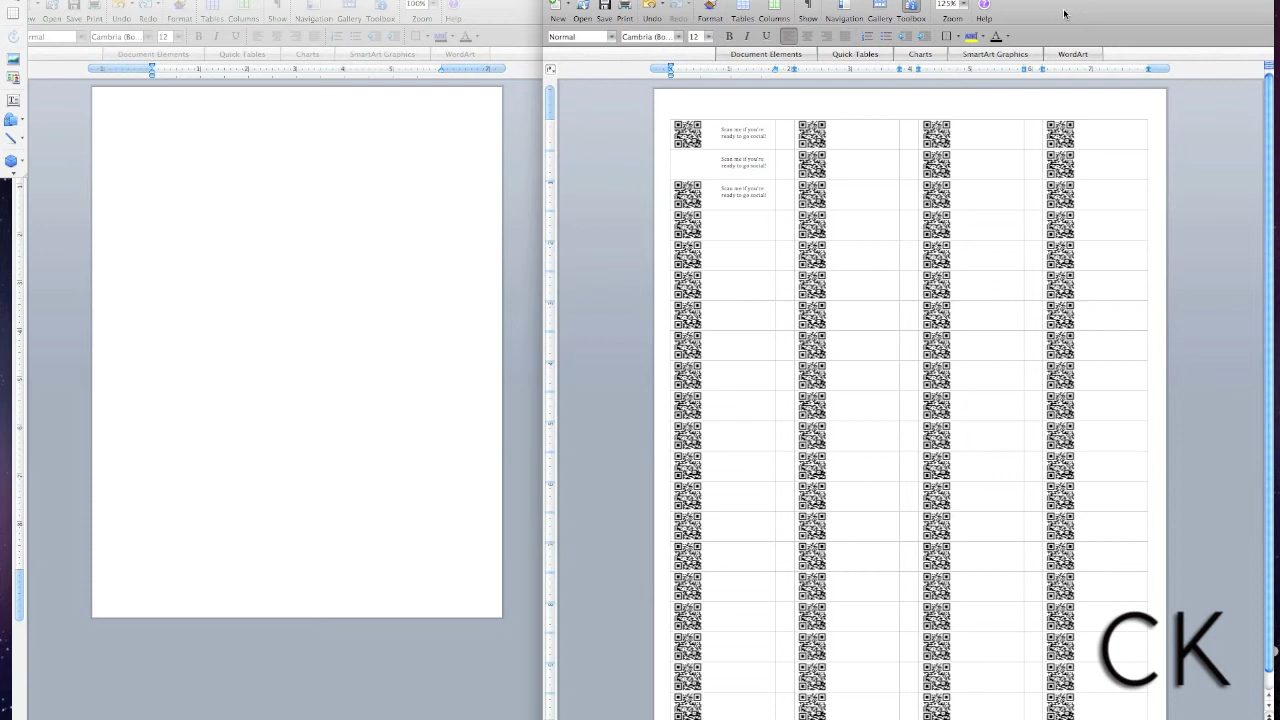 100%
125%
Open Save Print Undo Redo Format Tables Columns Show Navigation Gallery Toolbox Zoom Help
New Open Save Print Undo Redo Format Tables Columns Show Navigation Gallery Toolbox Zoom Help
rmal Cambria (Bo... 12 B I U
Normal Cambria (Bo... 12 B I U
Document Elements Quick Tables Charts SmartArt Graphics WordArt
Document Elements Quick Tables Charts SmartArt Graphics WordArt
Scan me if you're
ready to go social!
Scan me if you're
ready to go social!
Scan me if you're
ready to go social!
CK